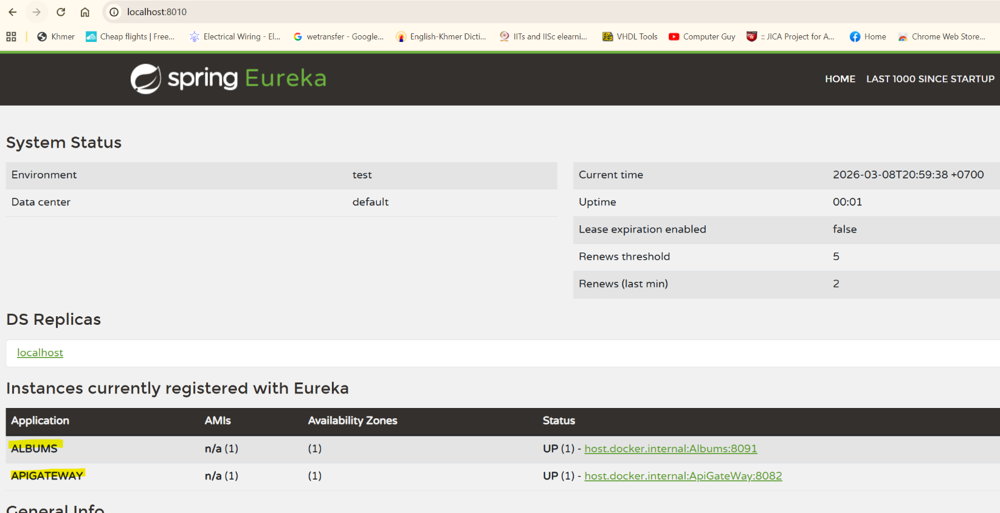 localhost:8010
Khmer Cheap flights | Free... Electrical Wiring - El... wetransfer - Google... English-Khmer Dicti... IITs and IISc elearni... VHDL Tools Computer Guy :: JICA Project for A... Home Chrome Web Store...
spring Eureka HOME LAST 1000 SINCE STARTUP
System Status
Environment test
Data center default
Current time 2026-03-08T20:59:38 +0700
Uptime 00:01
Lease expiration enabled false
Renews threshold 5
Renews (last min) 2
DS Replicas
localhost
Instances currently registered with Eureka
Application AMIs Availability Zones Status
ALBUMS n/a (1) (1) UP (1) - host.docker.internal:Albums:8091
APIGATEWAY n/a (1) (1) UP (1) - host.docker.internal:ApiGateWay:8082
General Info